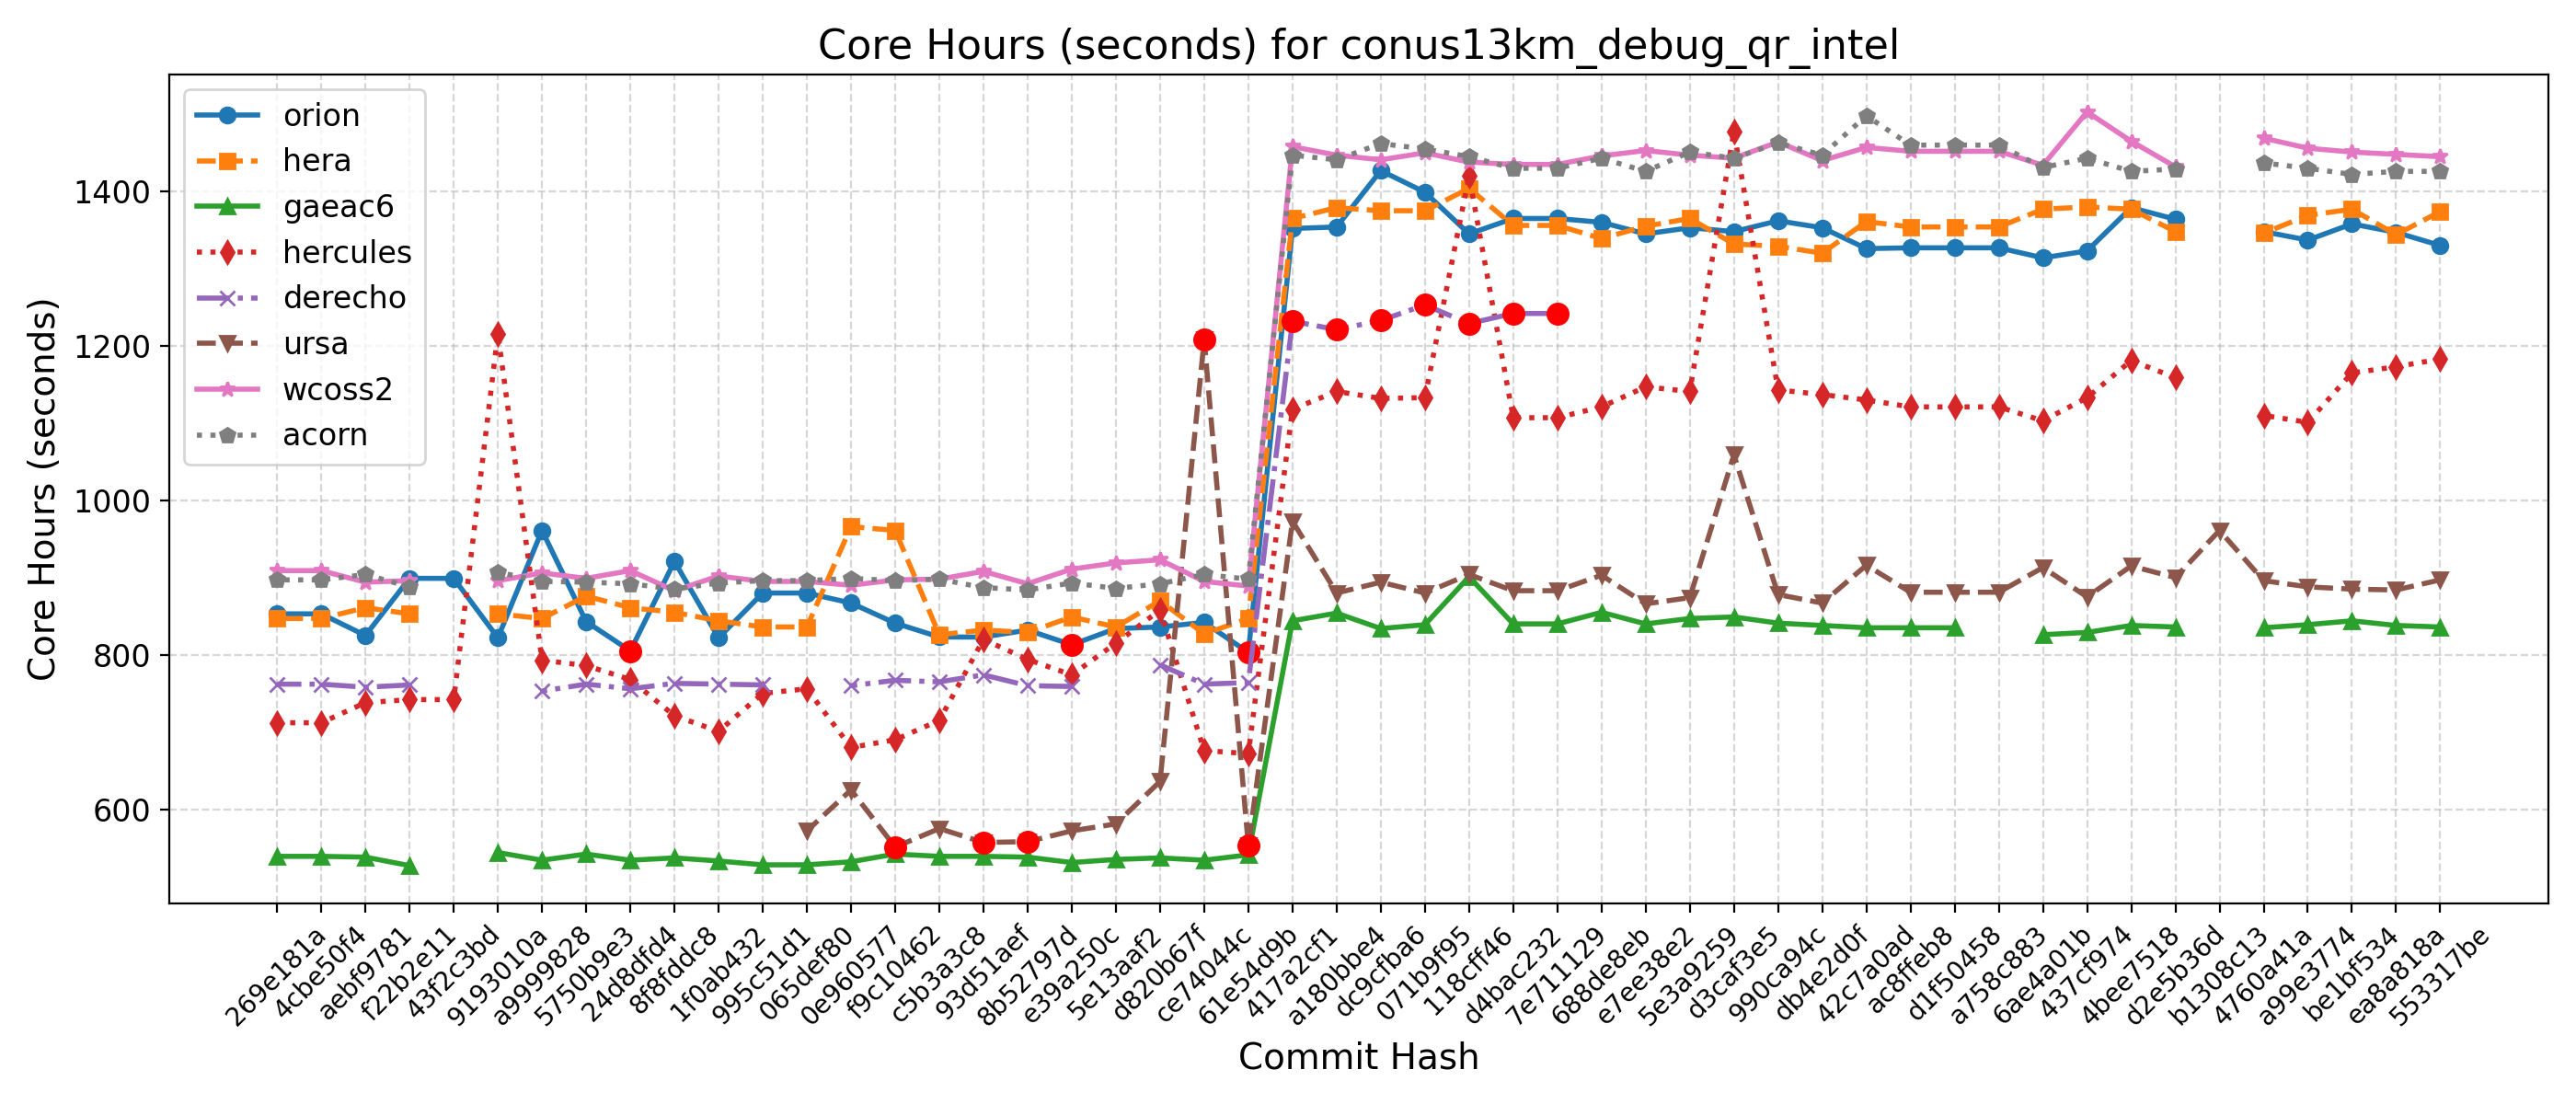 Core Hours (seconds) for conus13km_debug_qr_intel
orion
hera
gaeac6
hercules
derecho
ursa
wcoss2
acorn
Core Hours (seconds)
1400
1200
1000
800
600
269e181a
4cbe50f4
aebf9781
f22b2e11
43f2c3bd
9193010a
a9999828
5750b9e3
24d8dfd4
8f8fddc8
1f0ab432
995c51d1
065def80
0e960577
f9c10462
c5b3a3c8
93d51aef
8b52797d
e39a250c
5e13aaf2
d820b67f
ce74044c
61e54d9b
417a2cf1
a180bbe4
dc9cfba6
071b9f95
118cff46
d4bac232
7e711129
688de8eb
e7ee38e2
5e3a9259
d3caf3e5
990ca94c
db4e2d0f
42c7a0ad
ac8ffeb8
d1f50458
a758c883
6ae4a01b
437cf974
4bee7518
d2e5b36d
b1308c13
4760a41a
a99e3774
be1bf534
ea8a818a
553317be
Commit Hash